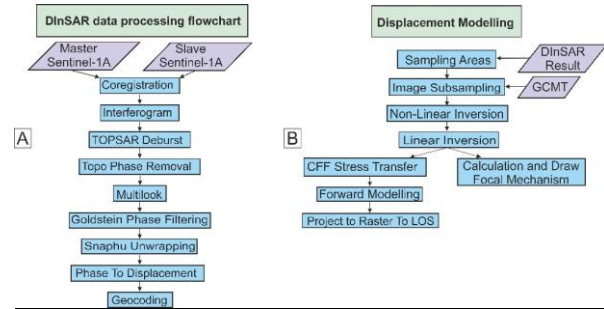 DInSAR data processing flowchart
Master
Sentinel-1A
Slave
Sentinel-1A
Coregistration
Interferogram
A
TOPSAR Deburst
Topo Phase Removal
Multilook
Goldstein Phase Filtering
Snaphu Unwrapping
Phase To Displacement
Geocoding
Displacement Modelling
Sampling Areas
DInSAR
Result
Image Subsampling
GCMT
Non-Linear Inversion
B
Linear Inversion
CFF Stress Transfer
Calculation and Draw
Focal Mechanism
Forward Modelling
Project to Raster To LOS